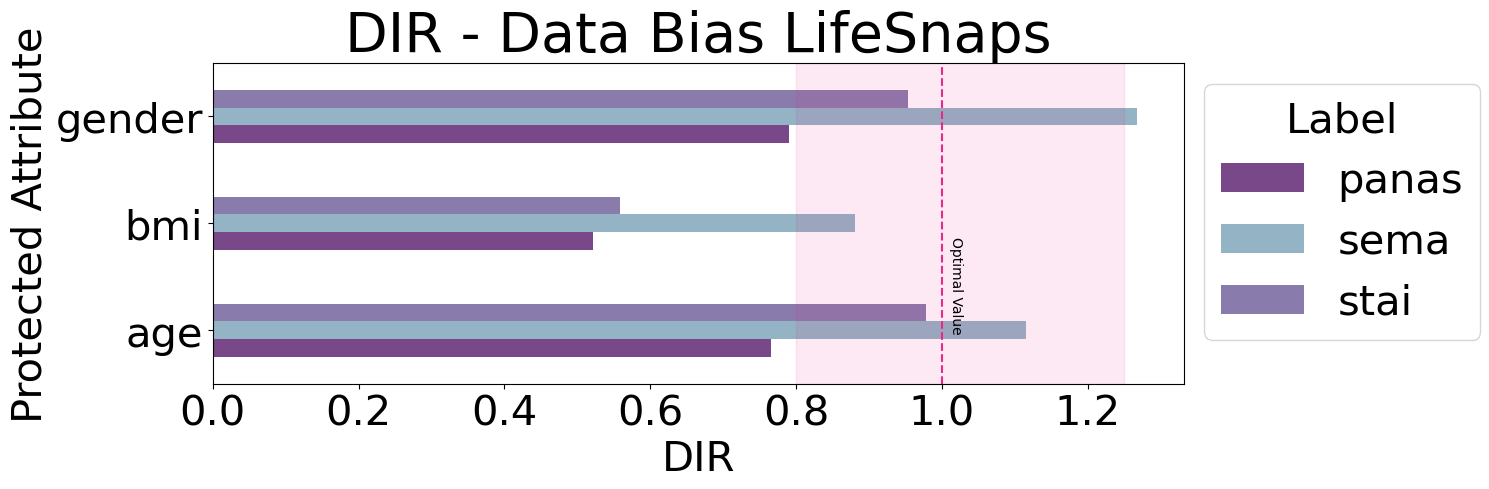 DIR - Data Bias LifeSnaps
Protected Attribute
gender
bmi
age
Optimal Value
0.0 0.2 0.4 0.6 0.8 1.0 1.2
DIR
Label
panas
sema
stai